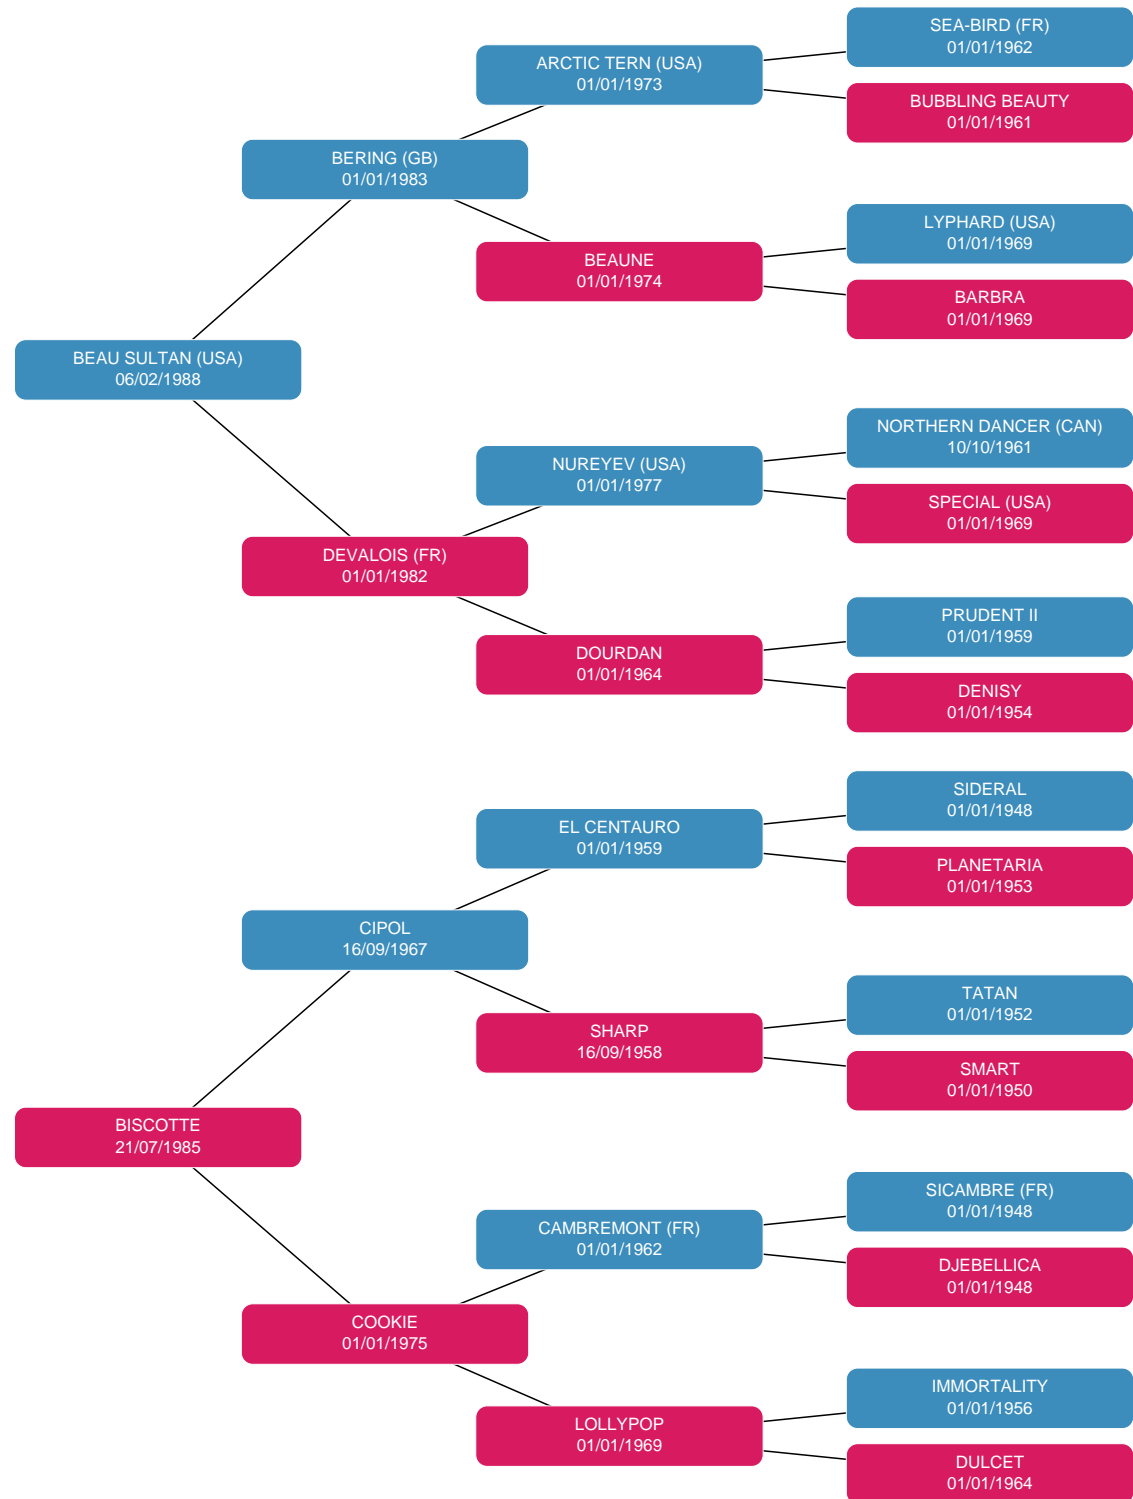 SEA-BIRD (FR)
01/01/1962
ARCTIC TERN (USA)
01/01/1973
BUBBLING BEAUTY
01/01/1961
BERING (GB)
01/01/1983
LYPHARD (USA)
01/01/1969
BEAUNE
01/01/1974
BARBRA
01/01/1969
BEAU SULTAN (USA)
06/02/1988
NORTHERN DANCER (CAN)
10/10/1961
NUREYEV (USA)
01/01/1977
SPECIAL (USA)
01/01/1969
DEVALOIS (FR)
01/01/1982
PRUDENT II
01/01/1959
DOURDAN
01/01/1964
DENISY
01/01/1954
SIDERAL
01/01/1948
EL CENTAURO
01/01/1959
PLANETARIA
01/01/1953
CIPOL
16/09/1967
TATAN
01/01/1952
SHARP
16/09/1958
SMART
01/01/1950
BISCOTTE
21/07/1985
SICAMBRE (FR)
01/01/1948
CAMBREMONT (FR)
01/01/1962
DJEBELLICA
01/01/1948
COOKIE
01/01/1975
IMMORTALITY
01/01/1956
LOLLYPOP
01/01/1969
DULCET
01/01/1964